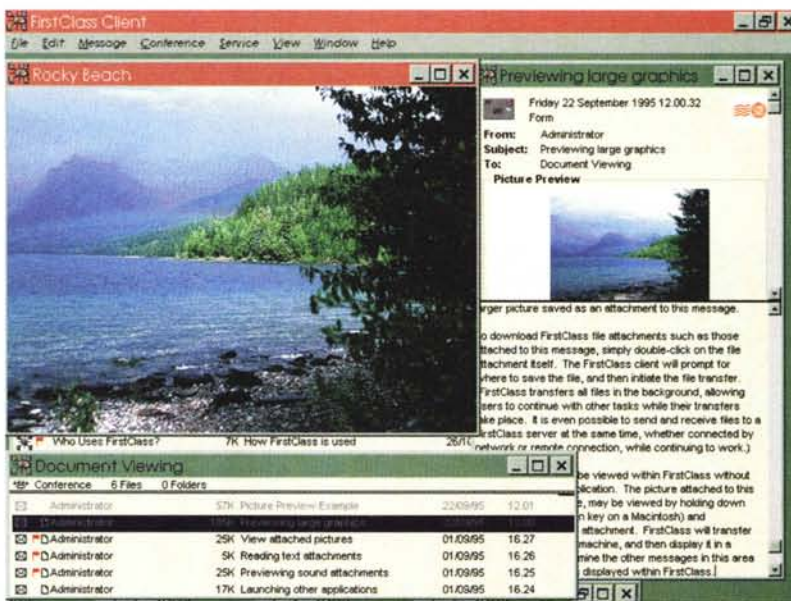 FirstClass Client
File Edit Message Conference Service View Window Help
Rocky Beach
Previewing large graphics
Friday 22 September 1995 12.00.32
Form
From: Administrator
Subject: Previewing large graphics
To: Document Viewing
Picture Preview
arger picture saved as an attachment to this message.
o download FirstClass file attachments such as those
ttached to this message, simply double-click on the file
ttachment itself. The FirstClass client will prompt for
here to save the file, and then initiate the file transfer.
FirstClass transfers all files in the background, allowing
sers to continue with other tasks while their transfers
ake place. It is even possible to send and receive files to a
irstClass server at the same time, whether connected by
etwork or remote connection, while continuing to work.)
be viewed within FirstClass without
plication. The picture attached to this
e, may be viewed by holding down
n key on a Macintosh) and
attachment. FirstClass will transfer
machine, and then display it in a
mine the other messages in this area
s displayed within FirstClass.
Who Uses FirstClass? 7K How FirstClass is used 26/10
Document Viewing
Conference 6 Files 0 Folders
Administrator 57K Picture Preview Example 22/09/95 12.01
Administrator Previewing large graphics
Administrator 25K View attached pictures 01/09/95 16.27
Administrator 5K Reading text attachments 01/09/95 16.26
Administrator 25K Previewing sound attachments 01/09/95 16.25
Administrator 17K Launching other applications 01/09/95 16.24